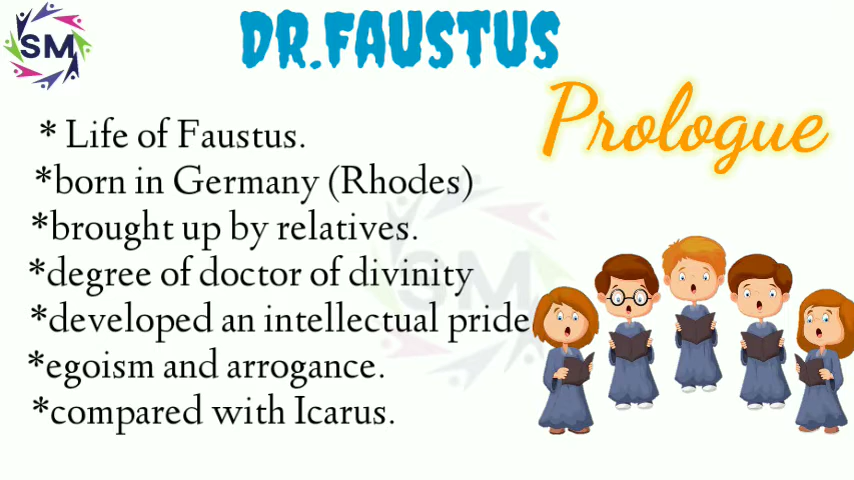 SM
DR.FAUSTUS
Prologue
* Life of Faustus.
*born in Germany (Rhodes)
*brought up by relatives.
*degree of doctor of divinity
*developed an intellectual pride
*egoism and arrogance.
*compared with Icarus.
SM